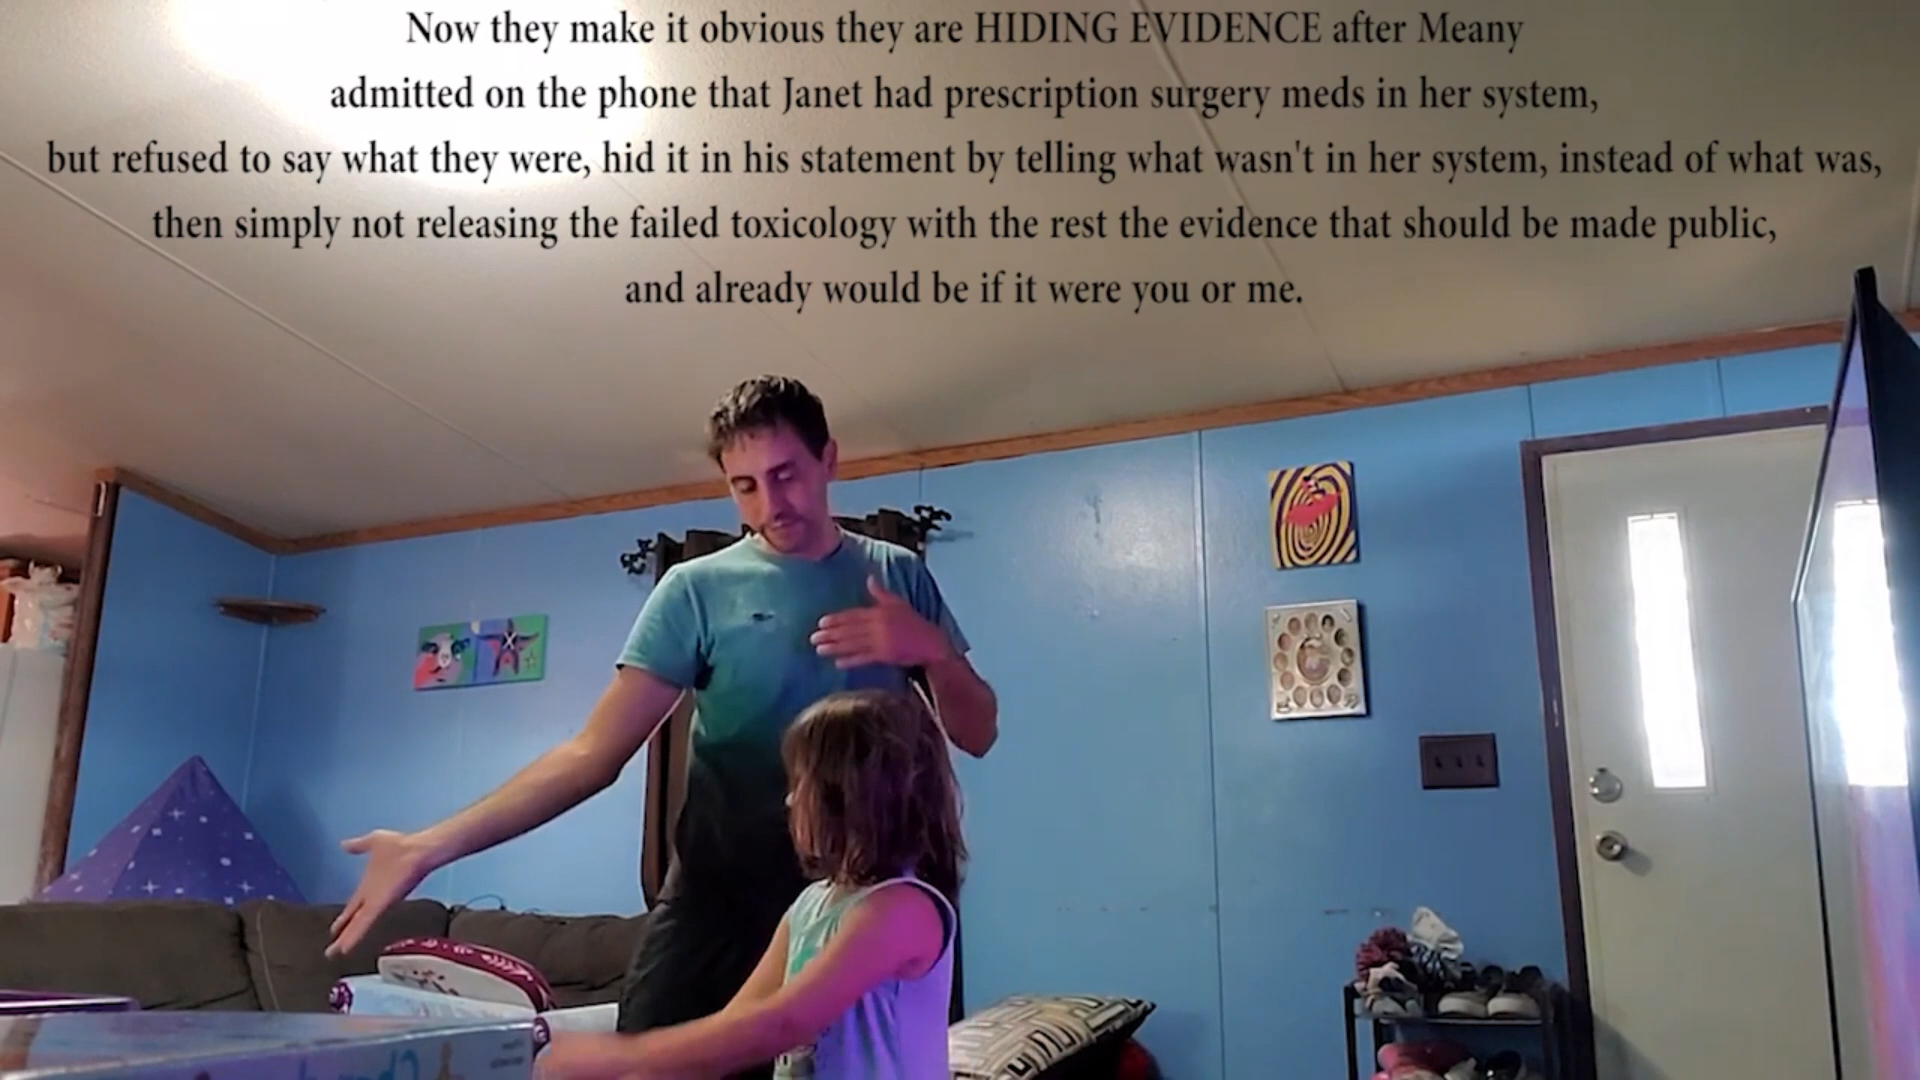 Now they make it obvious they are HIDING EVIDENCE after Meany
admitted on the phone that Janet had prescription surgery meds in her system,
but refused to say what they were, hid it in his statement by telling what wasn't in her system, instead of what was,
then simply not releasing the failed toxicology with the rest the evidence that should be made public,
and already would be if it were you or me.